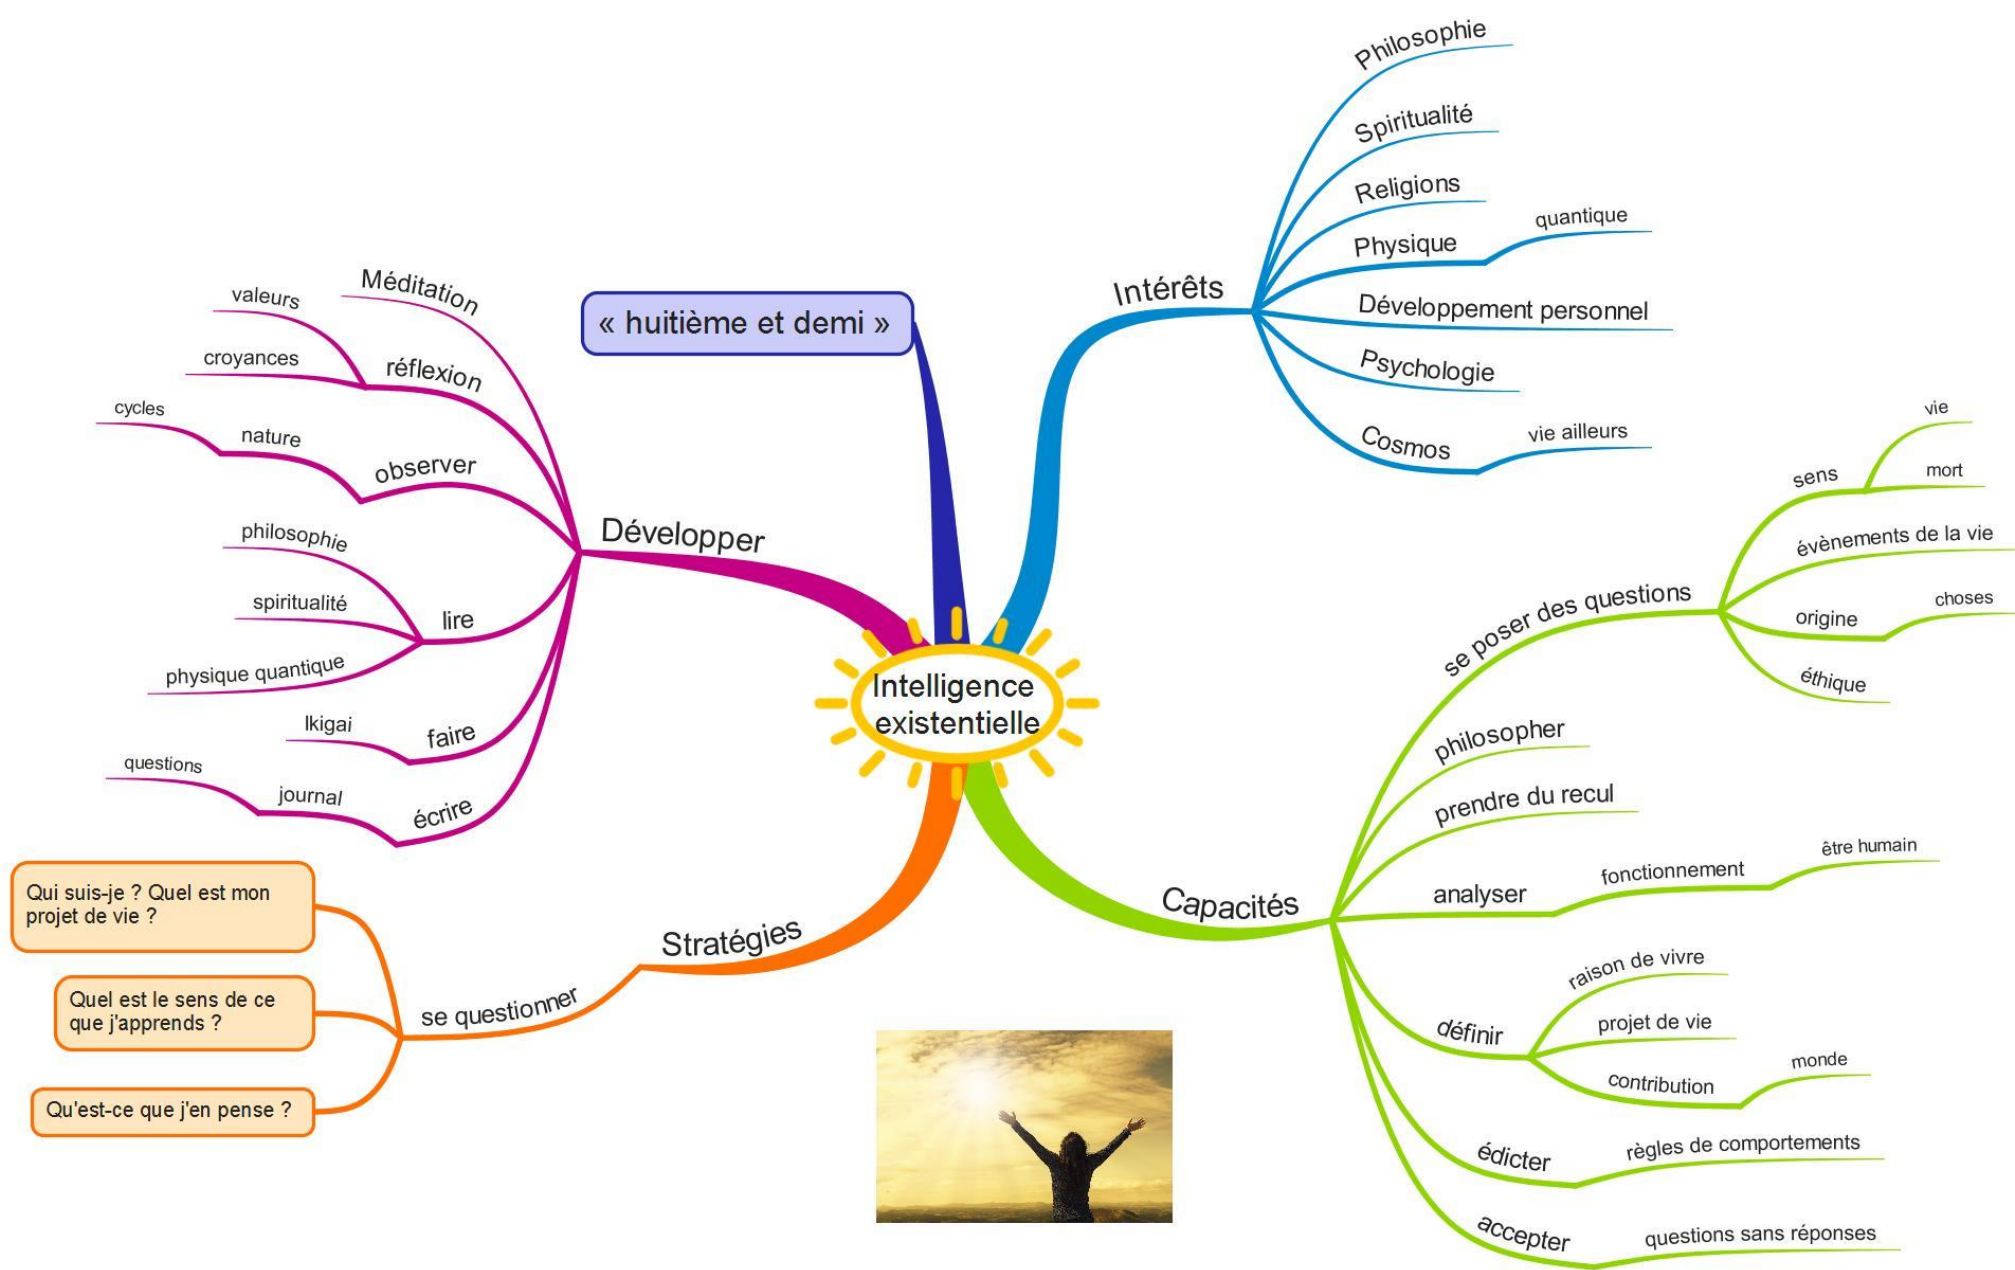 Intelligence
existentielle
« huitième et demi »
Intérêts
Philosophie
Spiritualité
Religions
Physique
quantique
Développement personnel
Psychologie
Cosmos
vie ailleurs
Capacités
se poser des questions
sens
vie
mort
évènements de la vie
origine
choses
éthique
philosopher
prendre du recul
analyser
fonctionnement
être humain
définir
raison de vivre
projet de vie
contribution
monde
édicter
règles de comportements
accepter
questions sans réponses
Stratégies
se questionner
Qui suis-je ? Quel est mon
projet de vie ?
Quel est le sens de ce
que j'apprends ?
Qu'est-ce que j'en pense ?
Développer
Méditation
réflexion
valeurs
croyances
observer
nature
cycles
lire
philosophie
spiritualité
physique quantique
faire
Ikigai
écrire
journal
questions